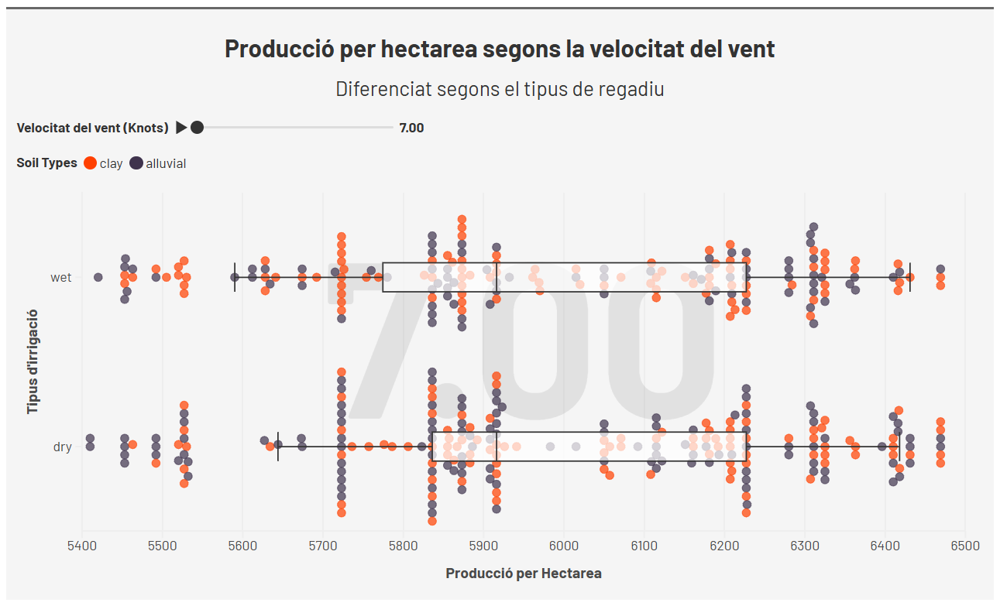 Producció per hectarea segons la velocitat del vent
Diferenciat segons el tipus de regadiu
Velocitat del vent (Knots) 7.00
Soil Types clay alluvial
7.00
wet
dry
Tipus d'irrigació
5400 5500 5600 5700 5800 5900 6000 6100 6200 6300 6400 6500
Producció per Hectarea